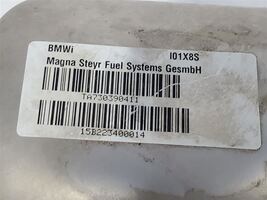 BMWi I01X8S
Magna Steyr Fuel Systems GesmbH
TA730390411
15B223400014